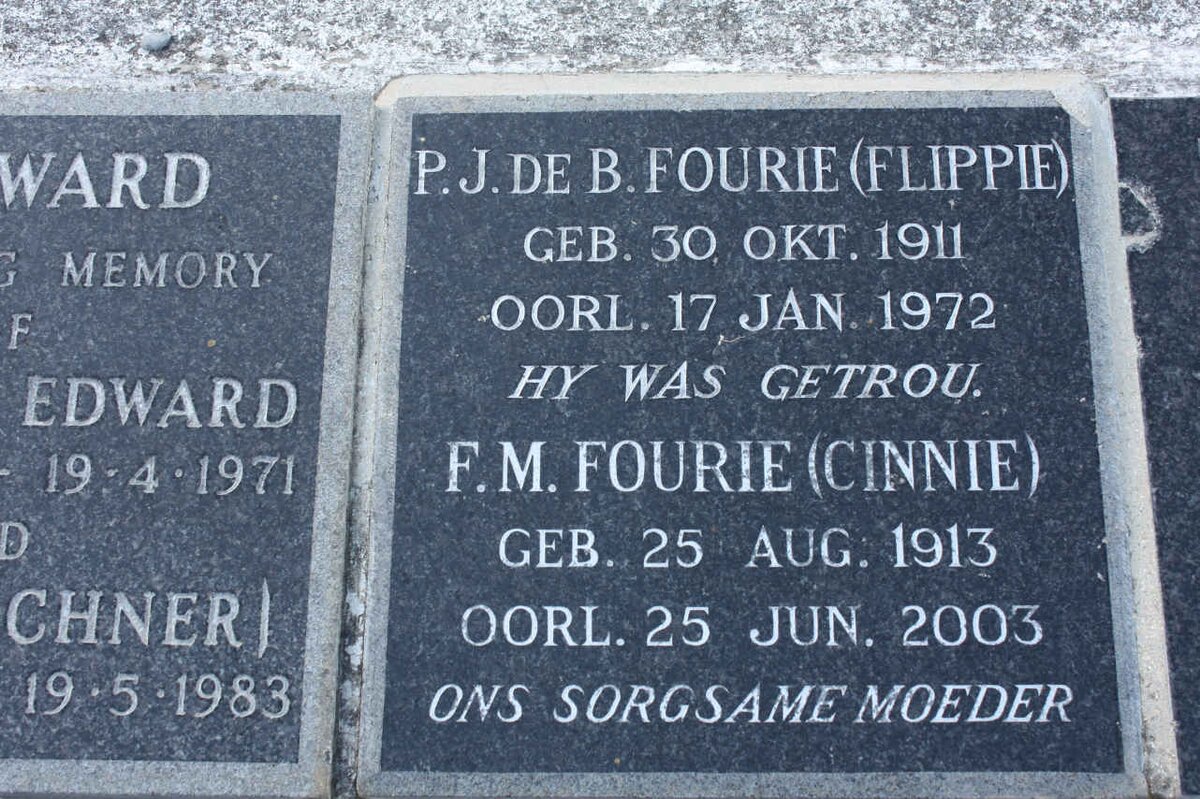 WARD
MEMORY
F
EDWARD
19·4·1971
D
CHNER)
19·5·1983
P.J. DE B. FOURIE (FLIPPIE)
GEB. 30 OKT. 1911
OORL. 17 JAN. 1972
HY WAS GETROU.
F.M. FOURIE (CINNIE)
GEB. 25 AUG. 1913
OORL. 25 JUN. 2003
ONS SORGSAME MOEDER